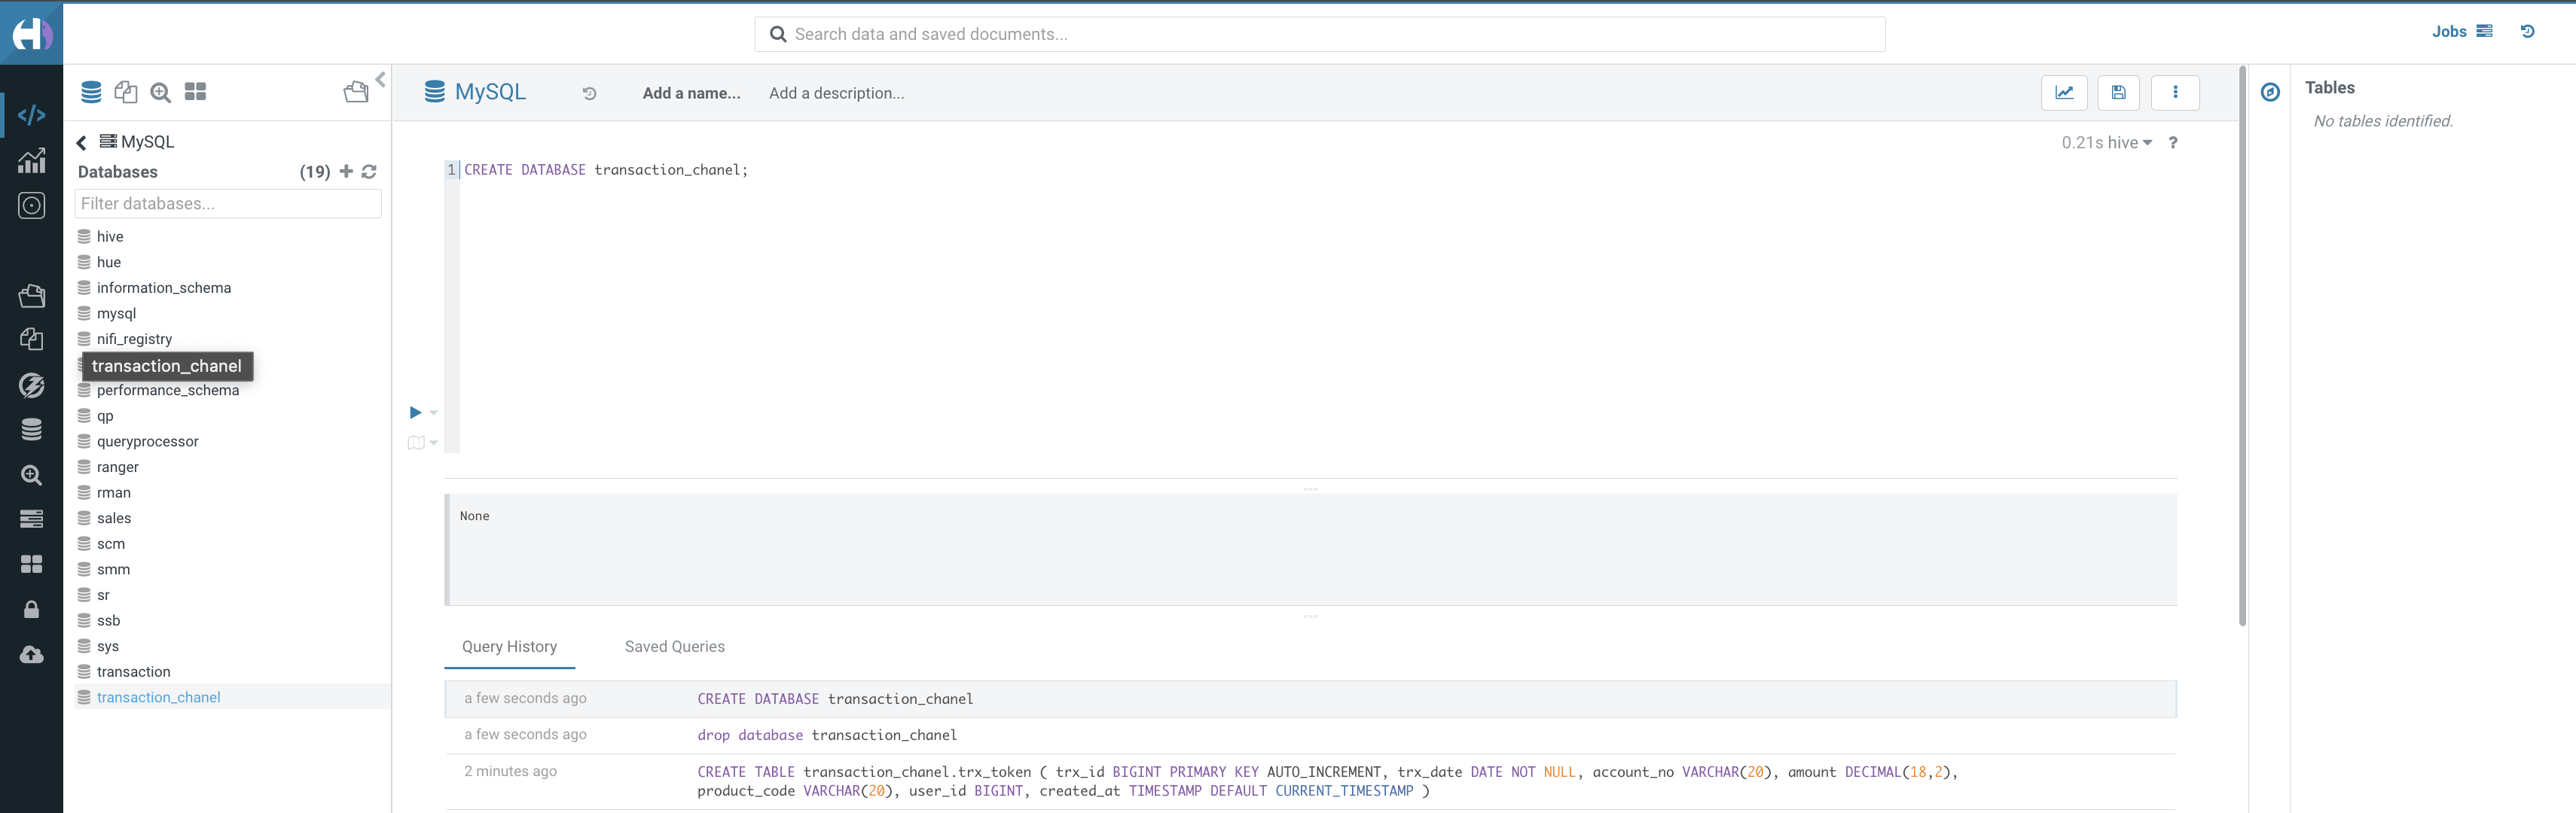 Search data and saved documents...
Jobs
MySQL
Add a name...
Add a description...
Tables
No tables identified.
MySQL
Databases (19)
Filter databases...
hive
hue
information_schema
mysql
nifi_registry
transaction_chanel
performance_schema
qp
queryprocessor
ranger
rman
sales
scm
smm
sr
ssb
sys
transaction
transaction_chanel
0.21s hive ?
1 CREATE DATABASE transaction_chanel;
None
Query History
Saved Queries
a few seconds ago CREATE DATABASE transaction_chanel
a few seconds ago drop database transaction_chanel
2 minutes ago CREATE TABLE transaction_chanel.trx_token ( trx_id BIGINT PRIMARY KEY AUTO_INCREMENT, trx_date DATE NOT NULL, account_no VARCHAR(20), amount DECIMAL(18,2),
product_code VARCHAR(20), user_id BIGINT, created_at TIMESTAMP DEFAULT CURRENT_TIMESTAMP )